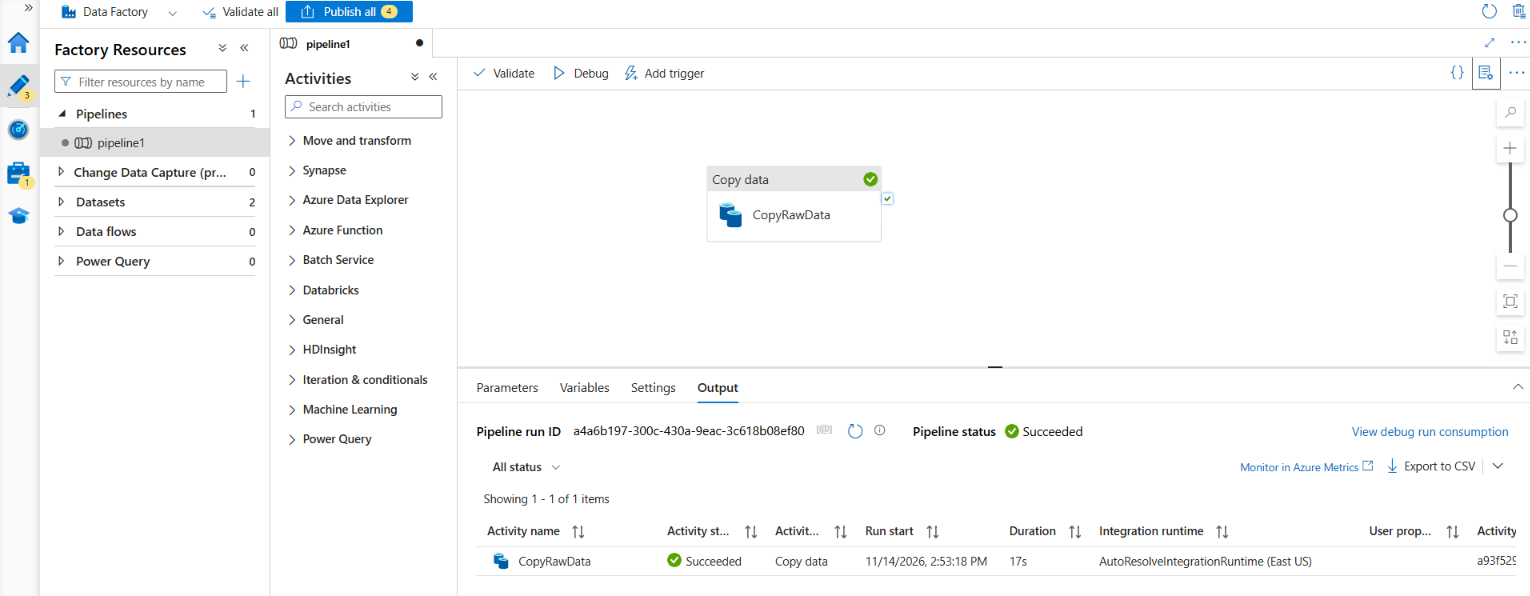 Data Factory
Validate all
Publish all 4
Factory Resources
Filter resources by name
Pipelines 1
pipeline1
Change Data Capture (pr... 0
Datasets 2
Data flows 0
Power Query 0
3
1
pipeline1
Activities
Search activities
Move and transform
Synapse
Azure Data Explorer
Azure Function
Batch Service
Databricks
General
HDInsight
Iteration & conditionals
Machine Learning
Power Query
Validate Debug Add trigger
{}
Copy data
CopyRawData
Parameters Variables Settings Output
Pipeline run ID a4a6b197-300c-430a-9eac-3c618b08ef80 Pipeline status Succeeded View debug run consumption
All status Monitor in Azure Metrics Export to CSV
Showing 1 - 1 of 1 items
Activity name Activity st... Activit... Run start Duration Integration runtime User prop... Activity
CopyRawData Succeeded Copy data 11/14/2026, 2:53:18 PM 17s AutoResolveIntegrationRuntime (East US) a93f529